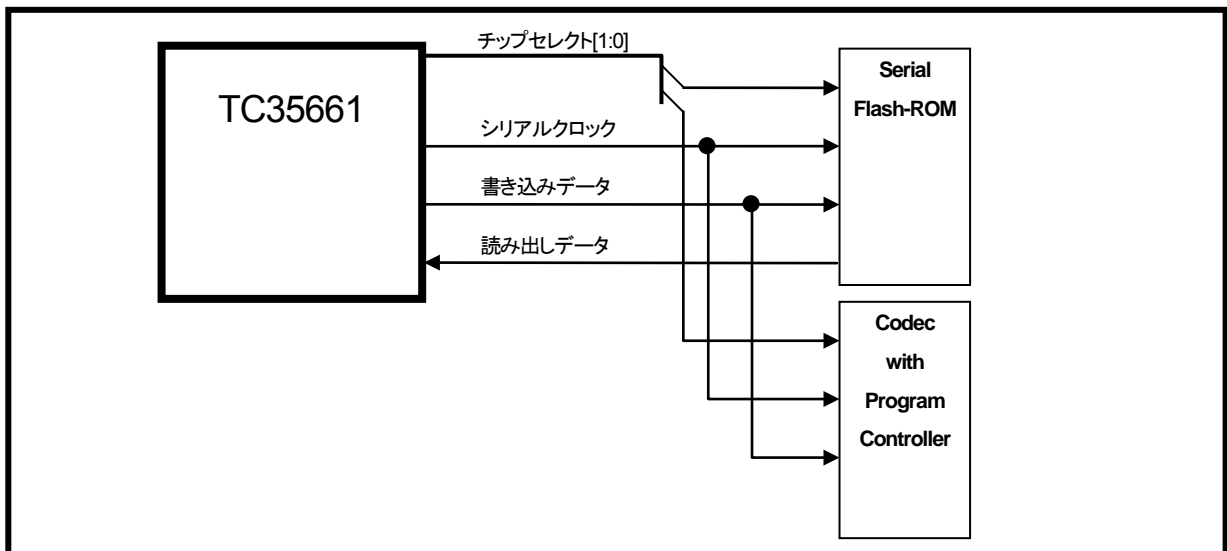 チップセレクト[1:0]
TC35661
シリアルクロック
書き込みデータ
読み出しデータ
Serial
Flash-ROM
Codec
with
Program
Controller